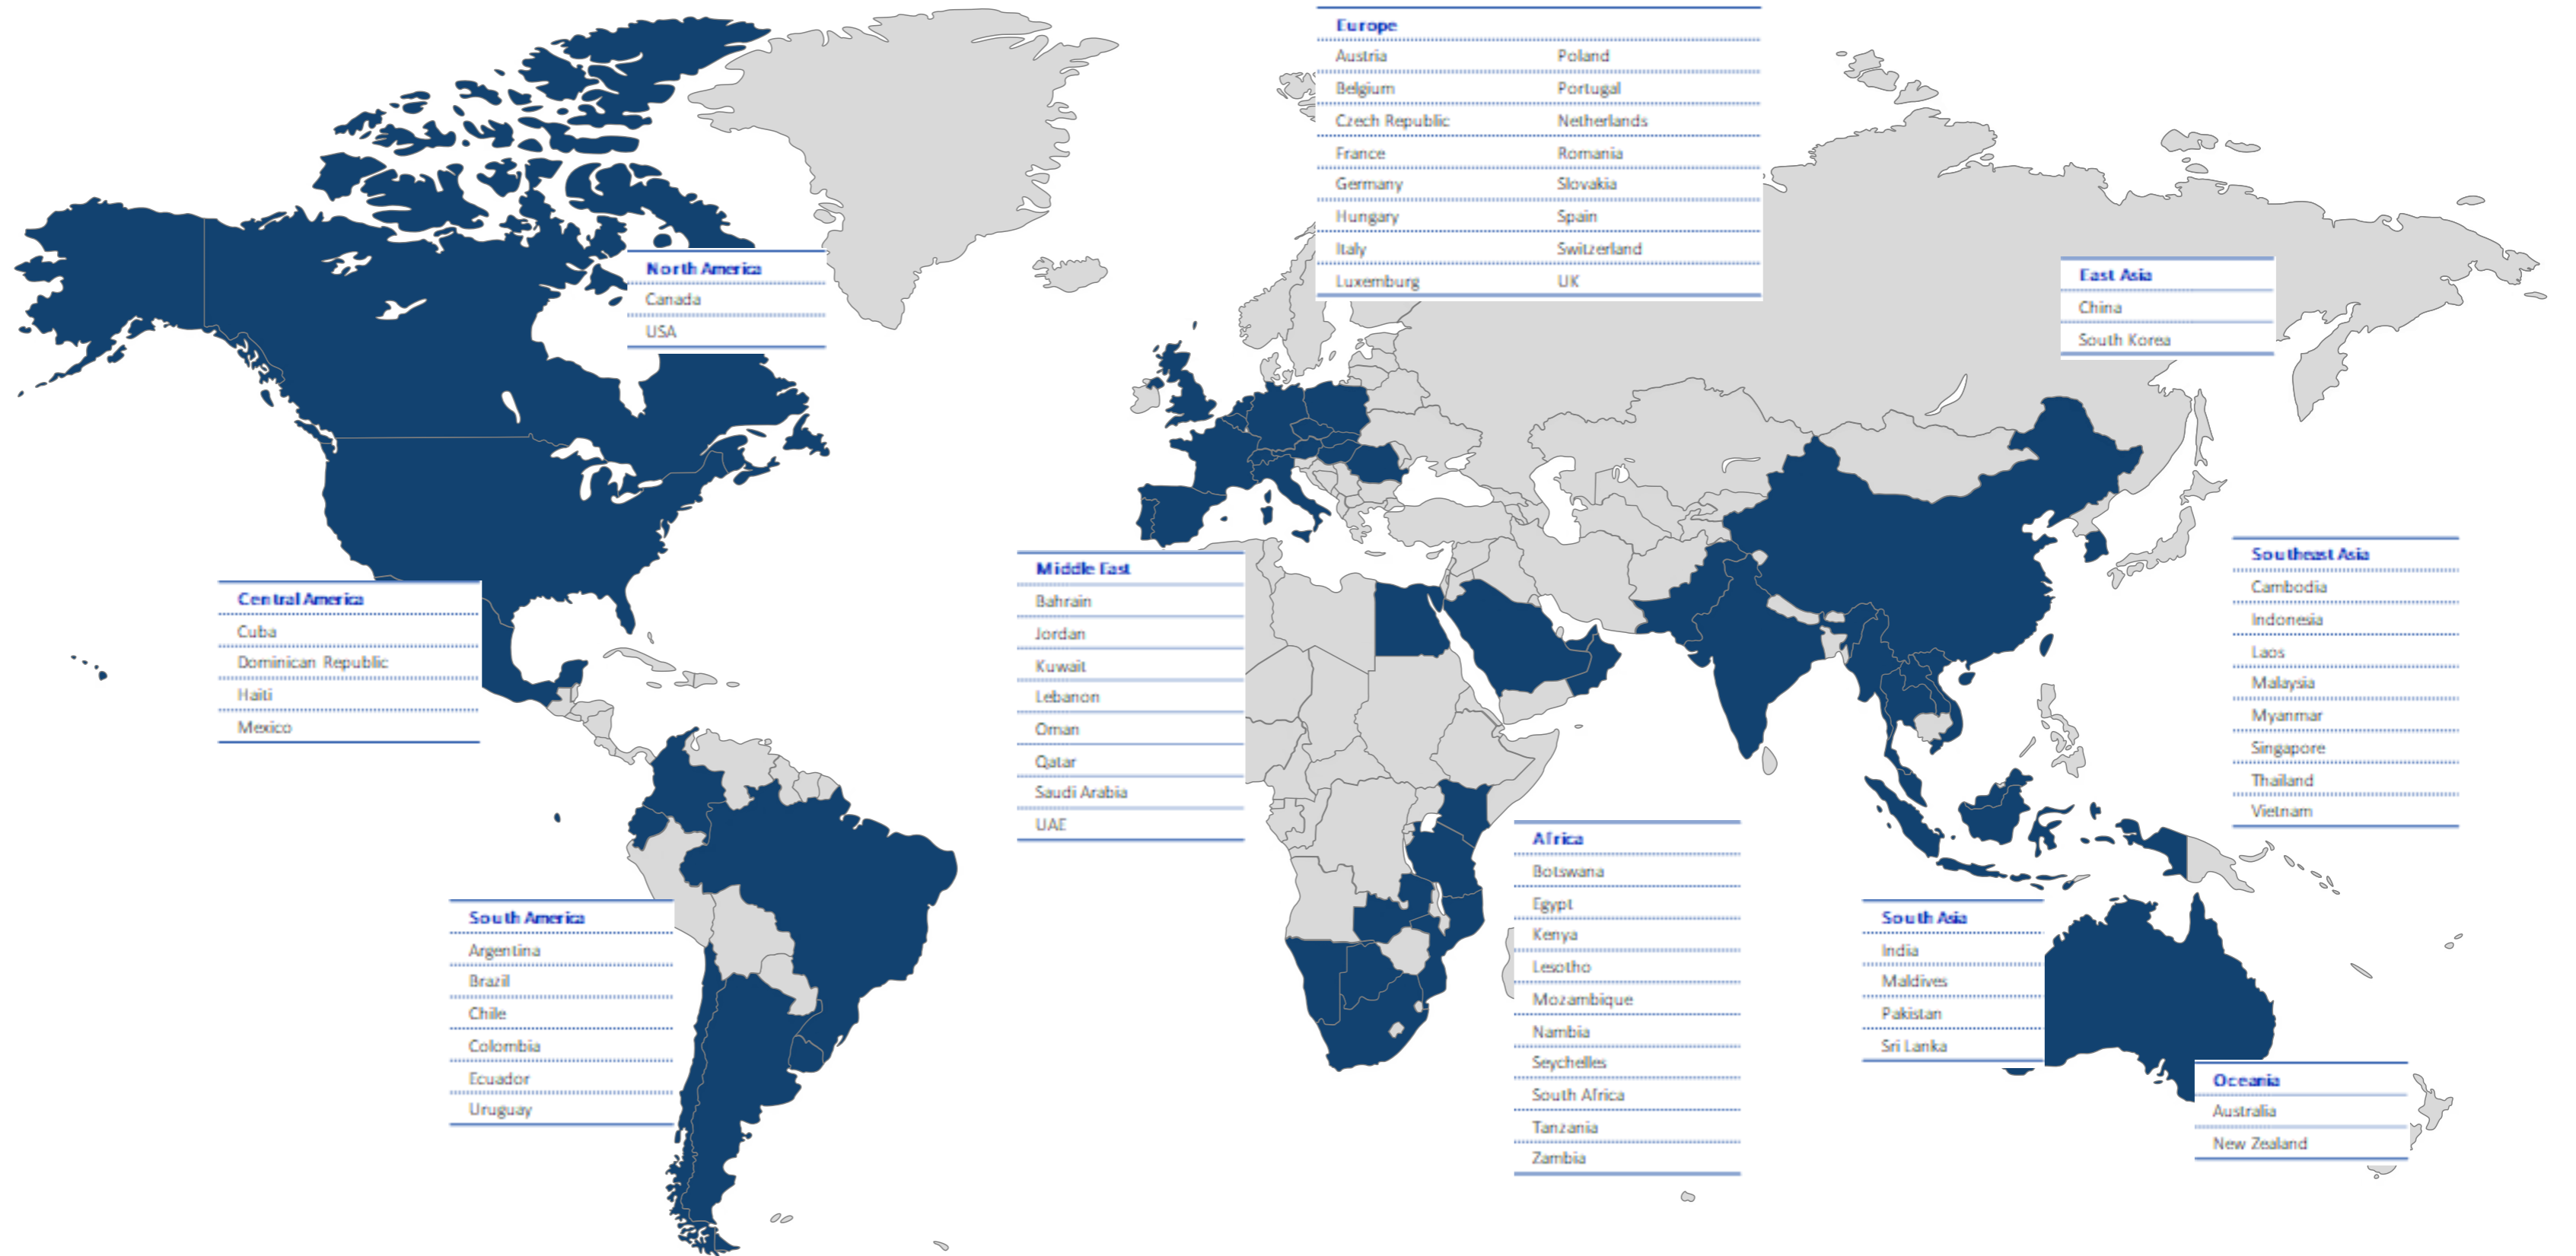 Europe
Austria Poland
Belgium Portugal
Czech Republic Netherlands
France Romania
Germany Slovakia
Hungary Spain
Italy Switzerland
Luxemburg UK
North America
Canada
USA
East Asia
China
South Korea
Central America
Cuba
Dominican Republic
Haiti
Mexico
Middle East
Bahrain
Jordan
Kuwait
Lebanon
Oman
Qatar
Saudi Arabia
UAE
Southeast Asia
Cambodia
Indonesia
Laos
Malaysia
Myanmar
Singapore
Thailand
Vietnam
South America
Argentina
Brazil
Chile
Colombia
Ecuador
Uruguay
Africa
Botswana
Egypt
Kenya
Lesotho
Mozambique
Nambia
Seychelles
South Africa
Tanzania
Zambia
South Asia
India
Maldives
Pakistan
Sri Lanka
Oceania
Australia
New Zealand